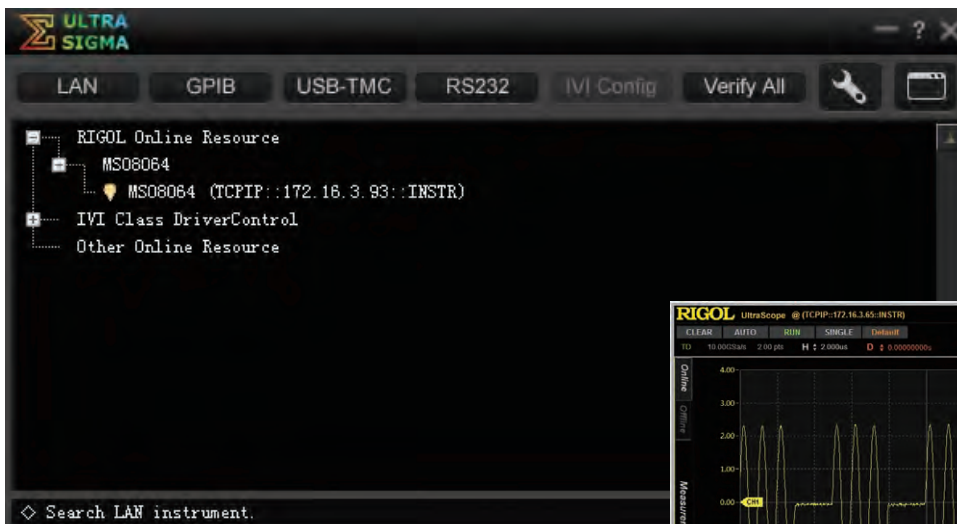 ULTRA
SIGMA
— ? ×
LAN GPIB USB-TMC RS232 IVI Config Verify All
RIGOL Online Resource
MSO8064
MSO8064 (TCPIP::172.16.3.93::INSTR)
IVI Class DriverControl
Other Online Resource
◇ Search LAN instrument.
RIGOL UltraScope @ (TCPIP::172.16.3.65::INSTR)
CLEAR AUTO RUN SINGLE Default
TD 10.00GSa/s 2.00 pts H 2.000us D 0.00000000s
Online
Offline
4.00
3.00
2.00
1.00
0.00 CH1